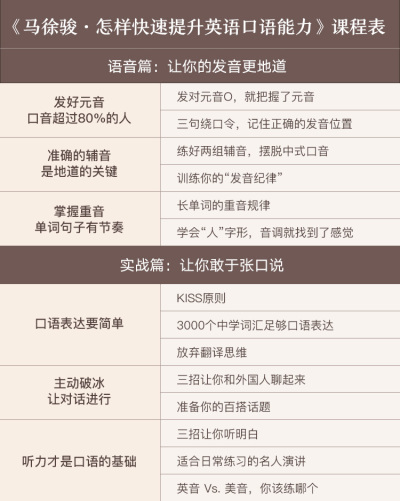 《马徐骏·怎样快速提升英语口语能力》课程表
语音篇：让你的发音更地道
发好元音
口音超过80%的人
发对元音O，就把握了元音
三句绕口令，记住正确的发音位置
准确的辅音
是地道的关键
练好两组辅音，摆脱中式口音
训练你的“发音纪律”
掌握重音
单词句子有节奏
长单词的重音规律
学会“人”字形，音调就找到了感觉
实战篇：让你敢于张口说
口语表达要简单
KISS原则
3000个中学词汇足够口语表达
放弃翻译思维
主动破冰
让对话进行
三招让你和外国人聊起来
准备你的百搭话题
听力才是口语的基础
三招让你听明白
适合日常练习的名人演讲
英音 Vs. 美音，你该练哪个